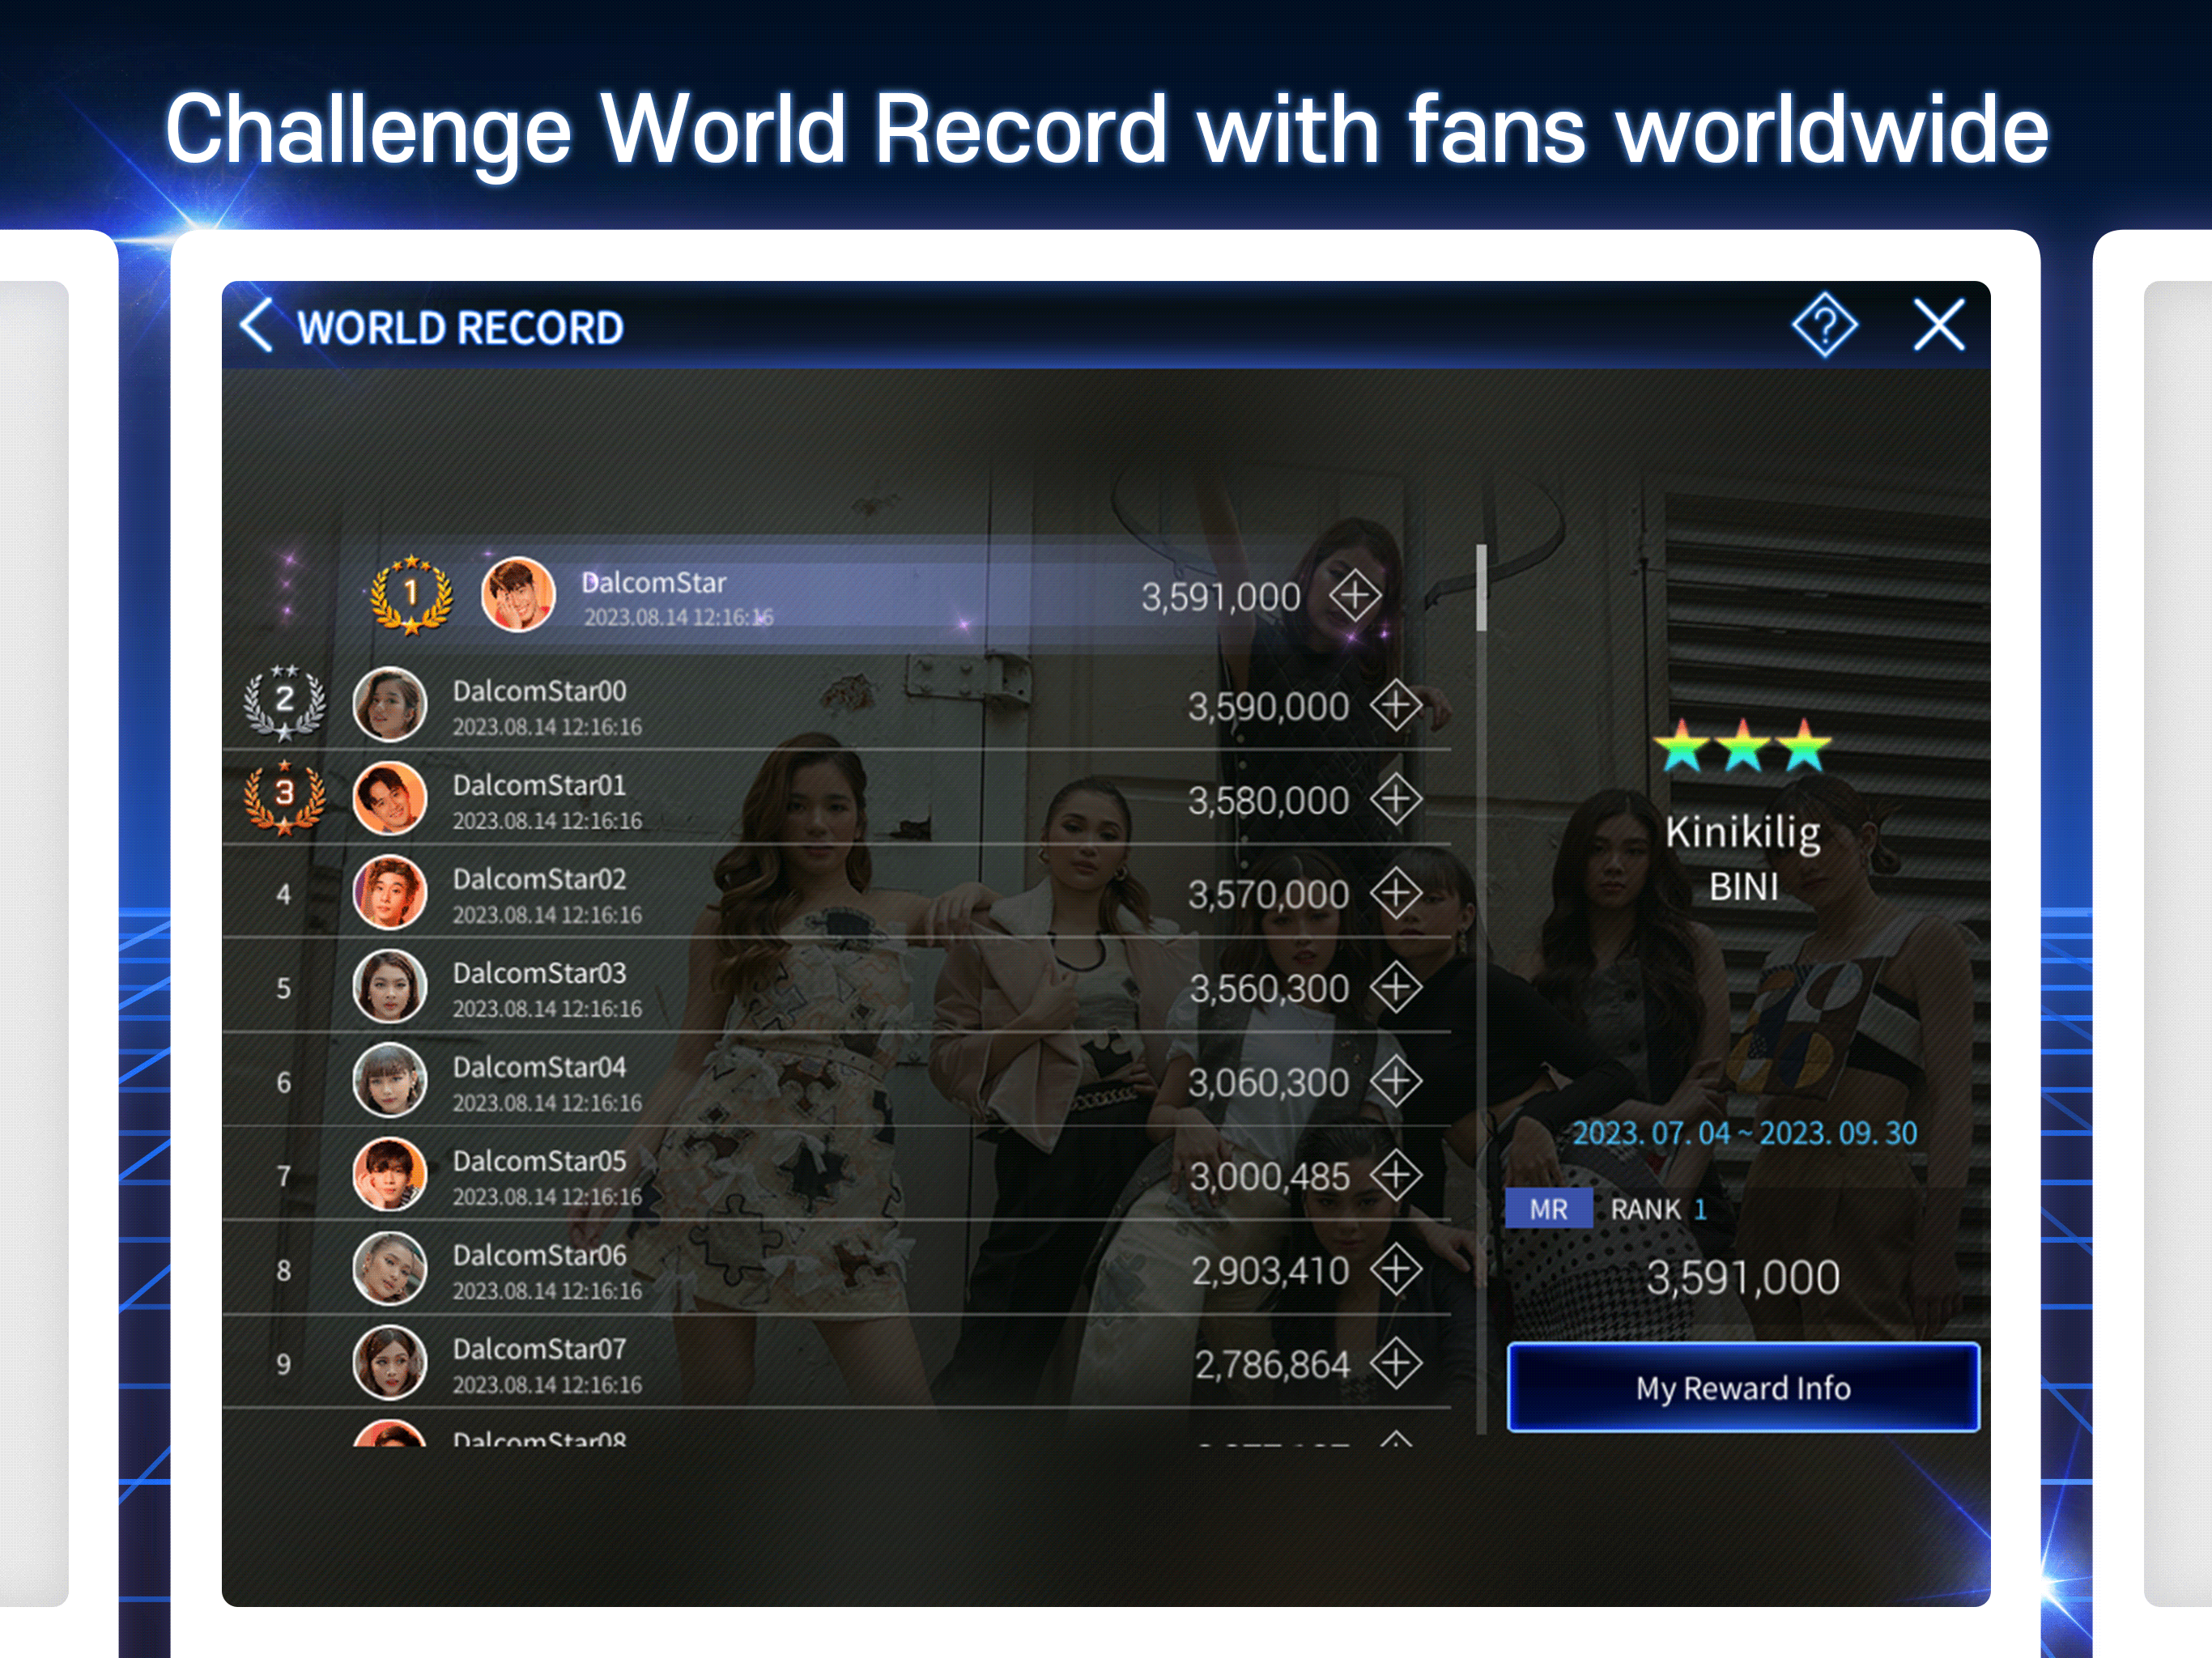 Challenge World Record with fans worldwide
WORLD RECORD
?
1
DalcomStar
2023.08.14 12:16:16
3,591,000
2
DalcomStar00
2023.08.14 12:16:16
3,590,000
3
DalcomStar01
2023.08.14 12:16:16
3,580,000
4
DalcomStar02
2023.08.14 12:16:16
3,570,000
5
DalcomStar03
2023.08.14 12:16:16
3,560,300
6
DalcomStar04
2023.08.14 12:16:16
3,060,300
7
DalcomStar05
2023.08.14 12:16:16
3,000,485
8
DalcomStar06
2023.08.14 12:16:16
2,903,410
9
DalcomStar07
2023.08.14 12:16:16
2,786,864
DalcomStar08
Kinikilig
BINI
2023. 07. 04 ~ 2023. 09. 30
MR RANK 1
3,591,000
My Reward Info